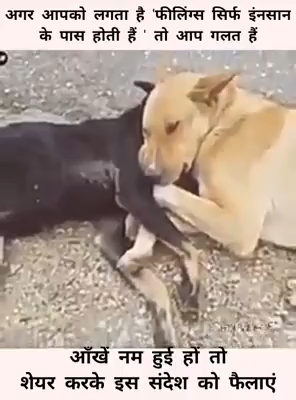 अगर आपको लगता है 'फीलिंग्स सिर्फ इंनसान
के पास होती हैं ' तो आप गलत हैं
आँखें नम हुई हों तो
शेयर करके इस संदेश को फैलाएं